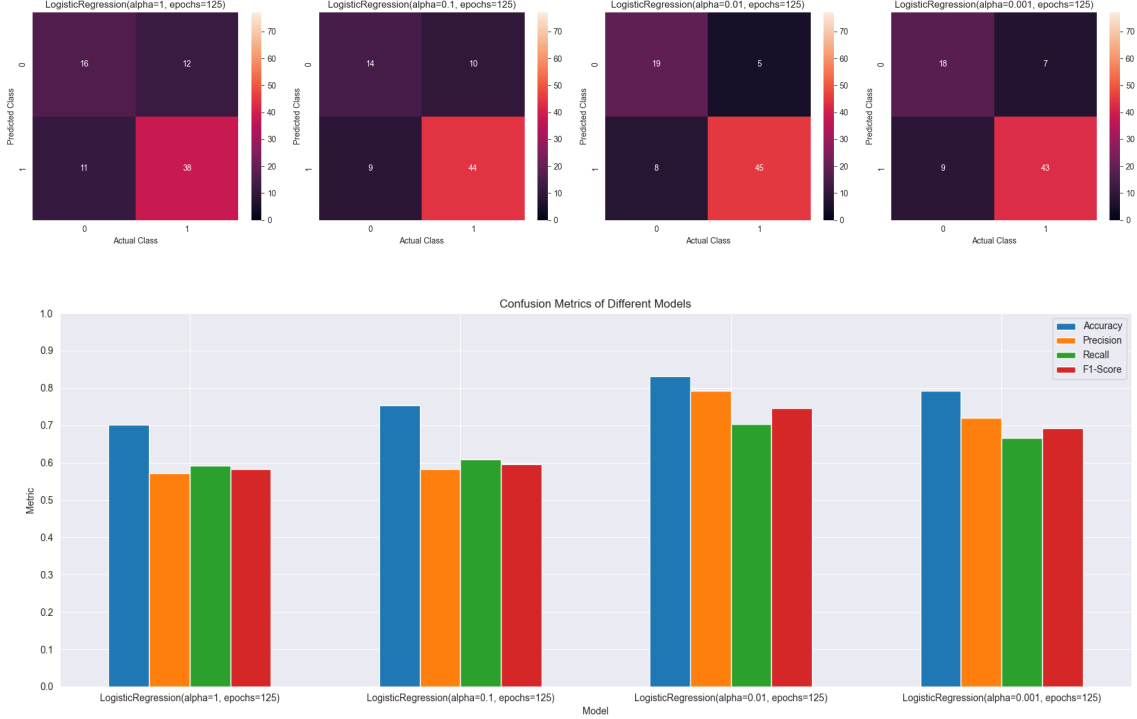 LogisticRegression(alpha=1, epochs=125)
LogisticRegression(alpha=0.1, epochs=125)
LogisticRegression(alpha=0.01, epochs=125)
LogisticRegression(alpha=0.001, epochs=125)
Predicted Class
0
1
16 12
11 38
0 1
Actual Class
70
60
50
40
30
20
10
0
Predicted Class
0
1
14 10
9 44
0 1
Actual Class
70
60
50
40
30
20
10
0
Predicted Class
0
1
19 5
8 45
0 1
Actual Class
70
60
50
40
30
20
10
0
Predicted Class
0
1
18 7
9 43
0 1
Actual Class
70
60
50
40
30
20
10
0
Confusion Metrics of Different Models
Accuracy
Precision
Recall
F1-Score
Metric
1.0
0.9
0.8
0.7
0.6
0.5
0.4
0.3
0.2
0.1
0.0
LogisticRegression(alpha=1, epochs=125)
LogisticRegression(alpha=0.1, epochs=125)
LogisticRegression(alpha=0.01, epochs=125)
LogisticRegression(alpha=0.001, epochs=125)
Model